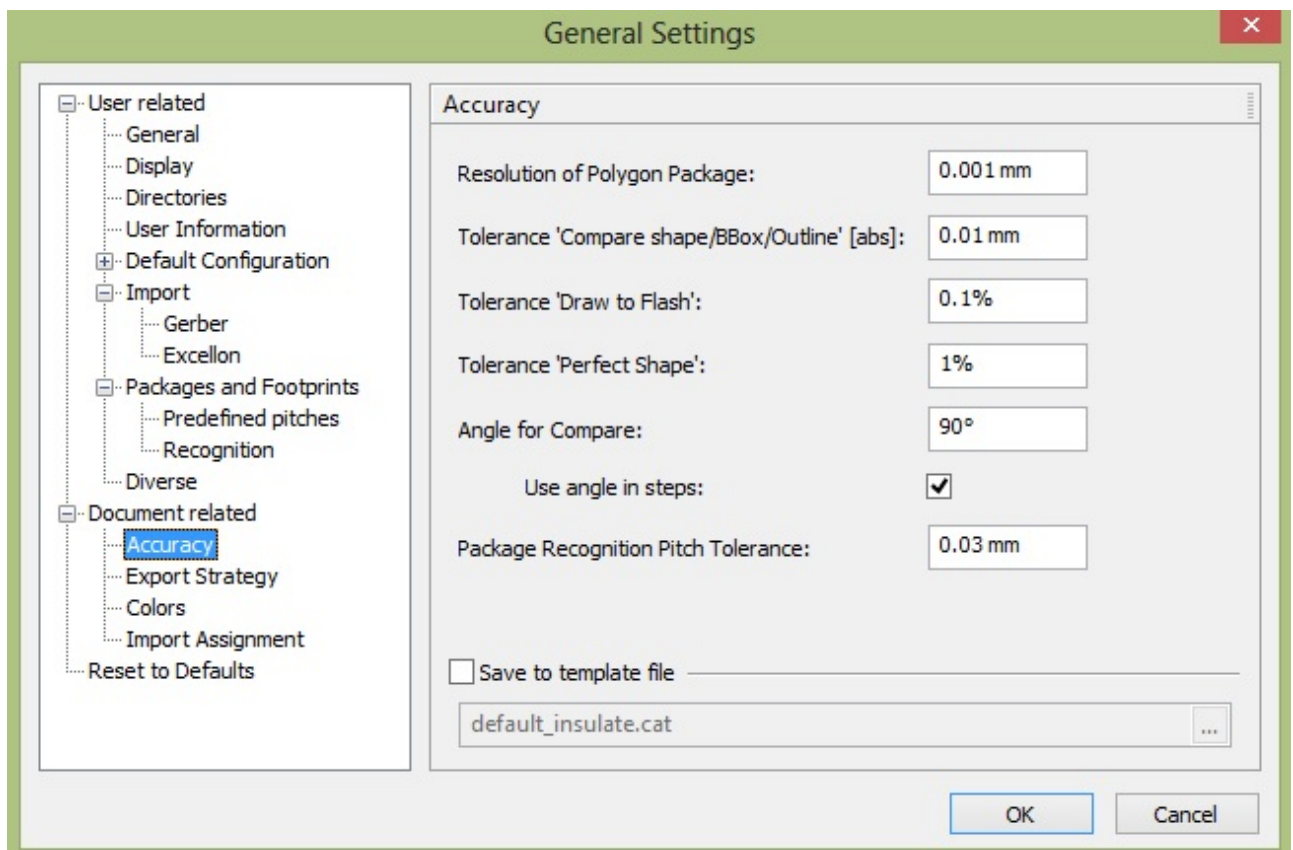 General Settings
User related
General
Display
Directories
User Information
Default Configuration
Import
Gerber
Excellon
Packages and Footprints
Predefined pitches
Recognition
Diverse
Document related
Accuracy
Export Strategy
Colors
Import Assignment
Reset to Defaults
Accuracy
Resolution of Polygon Package: 0.001 mm
Tolerance 'Compare shape/BBox/Outline' [abs]: 0.01 mm
Tolerance 'Draw to Flash': 0.1%
Tolerance 'Perfect Shape': 1%
Angle for Compare: 90°
Use angle in steps:
Package Recognition Pitch Tolerance: 0.03 mm
Save to template file
default_insulate.cat ...
OK Cancel